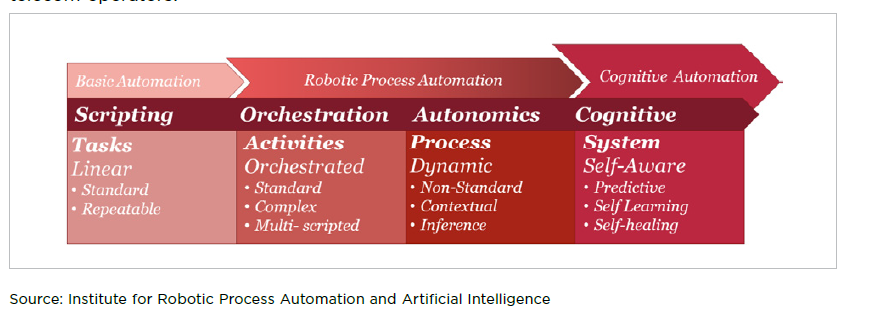 telecom operators.
Basic Automation
Robotic Process Automation
Cognitive Automation
Scripting
Orchestration
Autonomics
Cognitive
Tasks
Linear
• Standard
• Repeatable
Activities
Orchestrated
• Standard
• Complex
• Multi- scripted
Process
Dynamic
• Non-Standard
• Contextual
• Inference
System
Self-Aware
• Predictive
• Self Learning
• Self-healing
Source: Institute for Robotic Process Automation and Artificial Intelligence